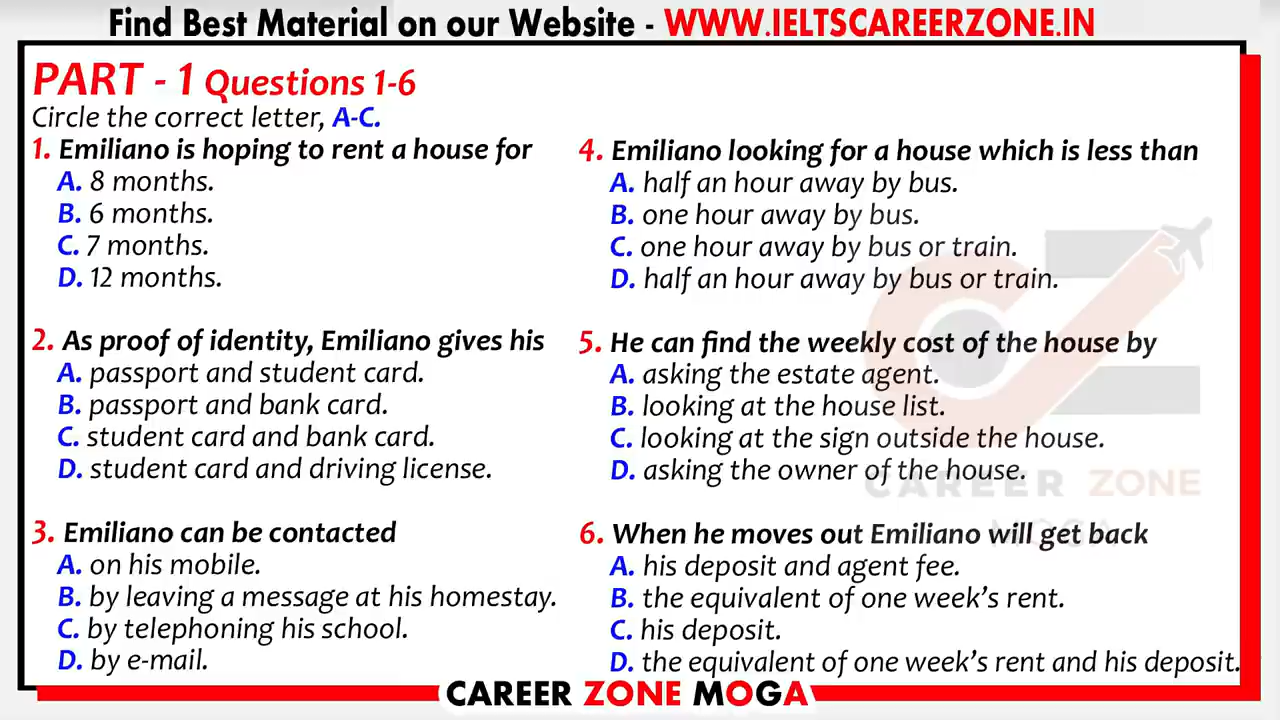 Find Best Material on our Website - WWW.IELTSCAREERZONE.IN
PART - 1 Questions 1-6
Circle the correct letter, A-C.
1. Emiliano is hoping to rent a house for
A. 8 months.
B. 6 months.
C. 7 months.
D. 12 months.
2. As proof of identity, Emiliano gives his
A. passport and student card.
B. passport and bank card.
C. student card and bank card.
D. student card and driving license.
3. Emiliano can be contacted
A. on his mobile.
B. by leaving a message at his homestay.
C. by telephoning his school.
D. by e-mail.
4. Emiliano looking for a house which is less than
A. half an hour away by bus.
B. one hour away by bus.
C. one hour away by bus or train.
D. half an hour away by bus or train.
5. He can find the weekly cost of the house by
A. asking the estate agent.
B. looking at the house list.
C. looking at the sign outside the house.
D. asking the owner of the house.
6. When he moves out Emiliano will get back
A. his deposit and agent fee.
B. the equivalent of one week's rent.
C. his deposit.
D. the equivalent of one week's rent and his deposit.
CAREER ZONE
MOGA
CAREER ZONE MOGA